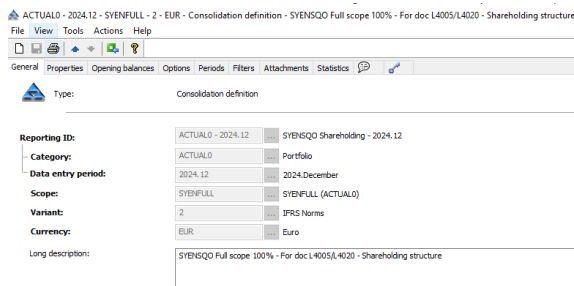 ACTUAL0 - 2024.12 - SYENFULL - 2 - EUR - Consolidation definition - SYENSQO Full scope 100% - For doc L4005/L4020 - Shareholding structure
File View Tools Actions Help
General Properties Opening balances Options Periods Filters Attachments Statistics
Type: Consolidation definition
Reporting ID: ACTUAL0 - 2024.12 ... SYENSQO Shareholding - 2024.12
Category: ACTUAL0 ... Portfolio
Data entry period: 2024.12 ... 2024.December
Scope: SYENFULL ... SYENFULL (ACTUAL0)
Variant: 2 ... IFRS Norms
Currency: EUR ... Euro
Long description: SYENSQO Full scope 100% - For doc L4005/L4020 - Shareholding structure